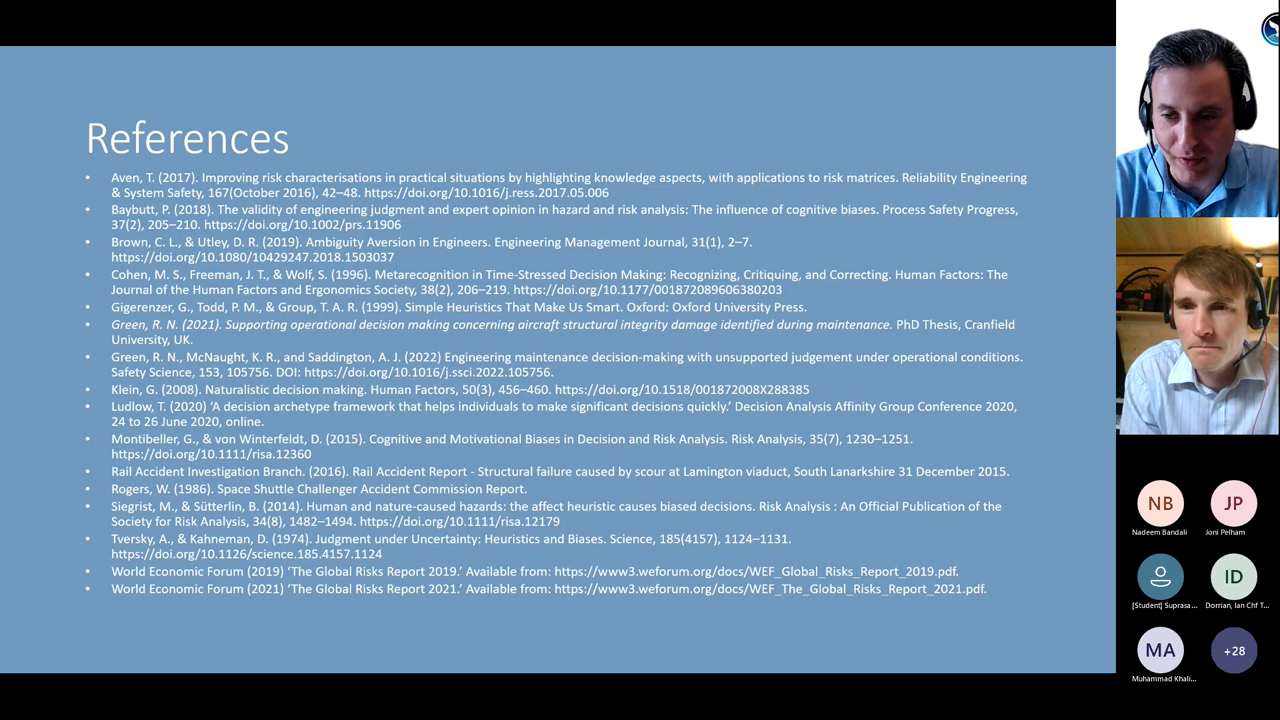 References
• Aven, T. (2017). Improving risk characterisations in practical situations by highlighting knowledge aspects, with applications to risk matrices. Reliability Engineering
& System Safety, 167(October 2016), 42–48. https://doi.org/10.1016/j.ress.2017.05.006
• Baybutt, P. (2018). The validity of engineering judgment and expert opinion in hazard and risk analysis: The influence of cognitive biases. Process Safety Progress,
37(2), 205–210. https://doi.org/10.1002/prs.11906
• Brown, C. L., & Utley, D. R. (2019). Ambiguity Aversion in Engineers. Engineering Management Journal, 31(1), 2–7.
https://doi.org/10.1080/10429247.2018.1503037
• Cohen, M. S., Freeman, J. T., & Wolf, S. (1996). Metarecognition in Time-Stressed Decision Making: Recognizing, Critiquing, and Correcting. Human Factors: The
Journal of the Human Factors and Ergonomics Society, 38(2), 206–219. https://doi.org/10.1177/001872089606380203
• Gigerenzer, G., Todd, P. M., & Group, T. A. R. (1999). Simple Heuristics That Make Us Smart. Oxford: Oxford University Press.
• Green, R. N. (2021). Supporting operational decision making concerning aircraft structural integrity damage identified during maintenance. PhD Thesis, Cranfield
University, UK.
• Green, R. N., McNaught, K. R., and Saddington, A. J. (2022) Engineering maintenance decision-making with unsupported judgement under operational conditions.
Safety Science, 153, 105756. DOI: https://doi.org/10.1016/j.ssci.2022.105756.
• Klein, G. (2008). Naturalistic decision making. Human Factors, 50(3), 456–460. https://doi.org/10.1518/001872008X288385
• Ludlow, T. (2020) ‘A decision archetype framework that helps individuals to make significant decisions quickly.’ Decision Analysis Affinity Group Conference 2020,
24 to 26 June 2020, online.
• Montibeller, G., & von Winterfeldt, D. (2015). Cognitive and Motivational Biases in Decision and Risk Analysis. Risk Analysis, 35(7), 1230–1251.
https://doi.org/10.1111/risa.12360
• Rail Accident Investigation Branch. (2016). Rail Accident Report - Structural failure caused by scour at Lamington viaduct, South Lanarkshire 31 December 2015.
• Rogers, W. (1986). Space Shuttle Challenger Accident Commission Report.
• Siegrist, M., & Sütterlin, B. (2014). Human and nature-caused hazards: the affect heuristic causes biased decisions. Risk Analysis : An Official Publication of the
Society for Risk Analysis, 34(8), 1482–1494. https://doi.org/10.1111/risa.12179
• Tversky, A., & Kahneman, D. (1974). Judgment under Uncertainty: Heuristics and Biases. Science, 185(4157), 1124–1131.
https://doi.org/10.1126/science.185.4157.1124
• World Economic Forum (2019) ‘The Global Risks Report 2019.’ Available from: https://www3.weforum.org/docs/WEF_Global_Risks_Report_2019.pdf.
• World Economic Forum (2021) ‘The Global Risks Report 2021.’ Available from: https://www3.weforum.org/docs/WEF_The_Global_Risks_Report_2021.pdf.
NB JP
Nadeem Bandali Joni Pelham
ID
[Student] Suprasa... Dorrian, Ian Chf T...
MA +28
Muhammad Khali...